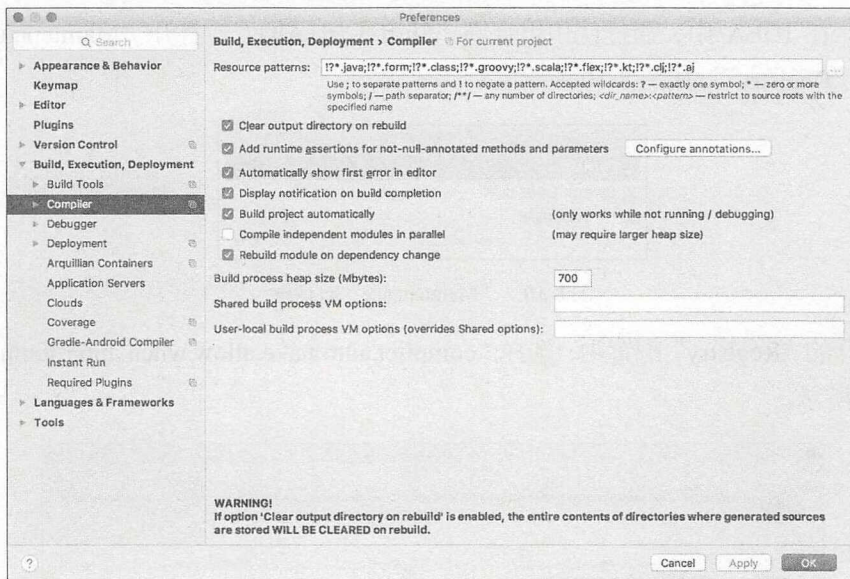 Preferences
Search
Appearance & Behavior
Keymap
Editor
Plugins
Version Control
Build, Execution, Deployment
Build Tools
Compiler
Debugger
Deployment
Arquillian Containers
Application Servers
Clouds
Coverage
Gradle-Android Compiler
Instant Run
Required Plugins
Languages & Frameworks
Tools
Build, Execution, Deployment › Compiler For current project
Resource patterns: !?*.java;!?*.form;!?*.class;!?*.groovy;!?*.scala;!?*.flex;!?*.kt;!?*.clj;!?*.aj ...
Use ; to separate patterns and ! to negate a pattern. Accepted wildcards: ? — exactly one symbol; * — zero or more
symbols; / — path separator; /**/ — any number of directories; <dir_name>:<pattern> — restrict to source roots with the
specified name
Clear output directory on rebuild
Add runtime assertions for not-null-annotated methods and parameters Configure annotations...
Automatically show first error in editor
Display notification on build completion
Build project automatically (only works while not running / debugging)
Compile independent modules in parallel (may require larger heap size)
Rebuild module on dependency change
Build process heap size (Mbytes): 700
Shared build process VM options:
User-local build process VM options (overrides Shared options):
WARNING!
If option 'Clear output directory on rebuild' is enabled, the entire contents of directories where generated sources
are stored WILL BE CLEARED on rebuild.
? Cancel Apply OK